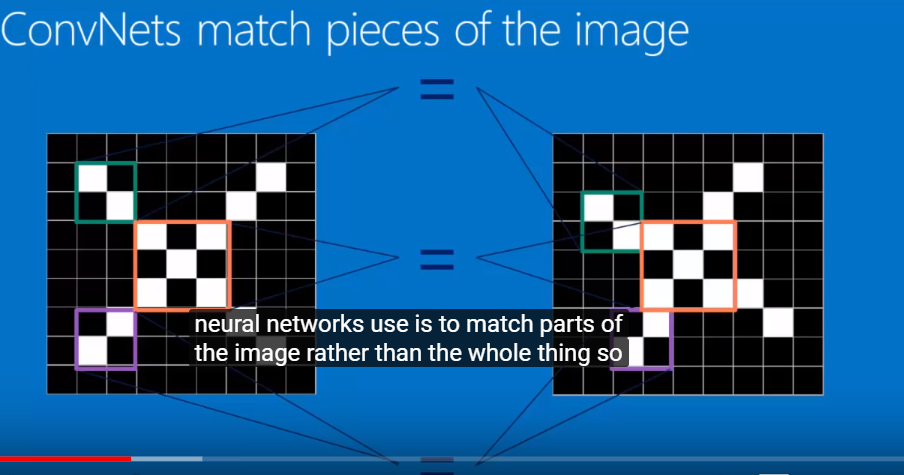 ConvNets match pieces of the image
=
=
neural networks use is to match parts of
the image rather than the whole thing so
=